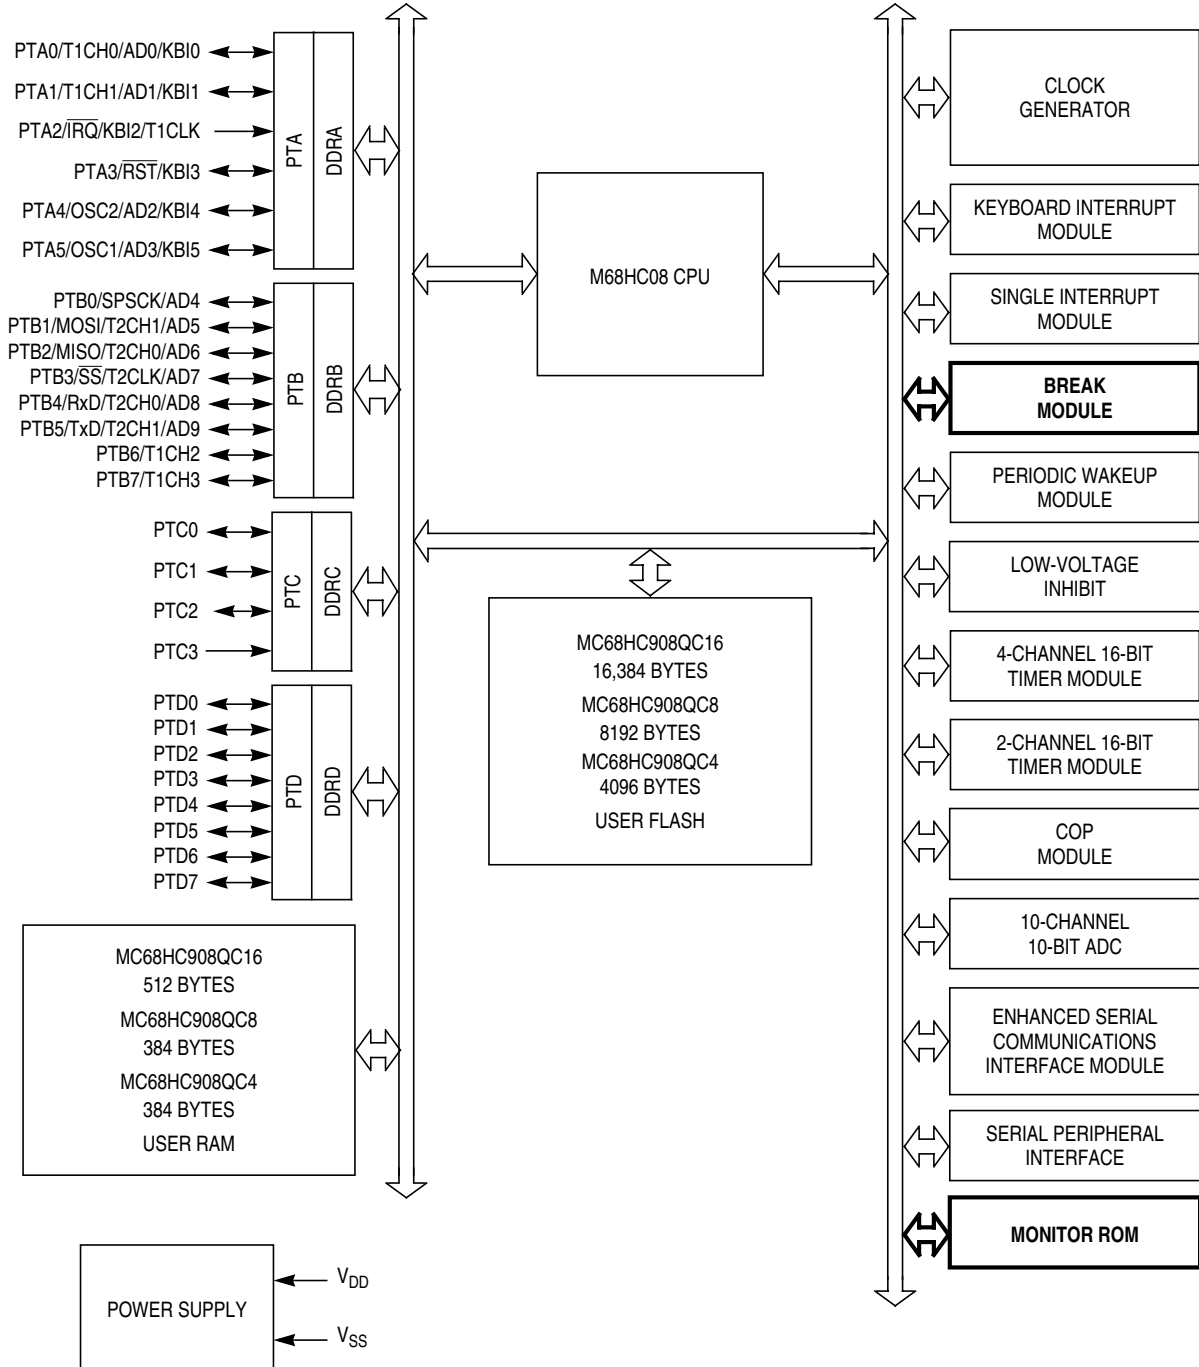 PTA0/T1CH0/AD0/KBI0
PTA1/T1CH1/AD1/KBI1
PTA2/I̅R̅Q̅/KBI2/T1CLK
PTA3/R̅S̅T̅/KBI3
PTA4/OSC2/AD2/KBI4
PTA5/OSC1/AD3/KBI5
PTA
DDRA
PTB0/SPSCK/AD4
PTB1/MOSI/T2CH1/AD5
PTB2/MISO/T2CH0/AD6
PTB3/S̅S̅/T2CLK/AD7
PTB4/RxD/T2CH0/AD8
PTB5/TxD/T2CH1/AD9
PTB6/T1CH2
PTB7/T1CH3
PTB
DDRB
PTC0
PTC1
PTC2
PTC3
PTC
DDRC
PTD0
PTD1
PTD2
PTD3
PTD4
PTD5
PTD6
PTD7
PTD
DDRD
MC68HC908QC16
512 BYTES
MC68HC908QC8
384 BYTES
MC68HC908QC4
384 BYTES
USER RAM
POWER SUPPLY
VDD
VSS
M68HC08 CPU
MC68HC908QC16
16,384 BYTES
MC68HC908QC8
8192 BYTES
MC68HC908QC4
4096 BYTES
USER FLASH
CLOCK
GENERATOR
KEYBOARD INTERRUPT
MODULE
SINGLE INTERRUPT
MODULE
BREAK
MODULE
PERIODIC WAKEUP
MODULE
LOW-VOLTAGE
INHIBIT
4-CHANNEL 16-BIT
TIMER MODULE
2-CHANNEL 16-BIT
TIMER MODULE
COP
MODULE
10-CHANNEL
10-BIT ADC
ENHANCED SERIAL
COMMUNICATIONS
INTERFACE MODULE
SERIAL PERIPHERAL
INTERFACE
MONITOR ROM